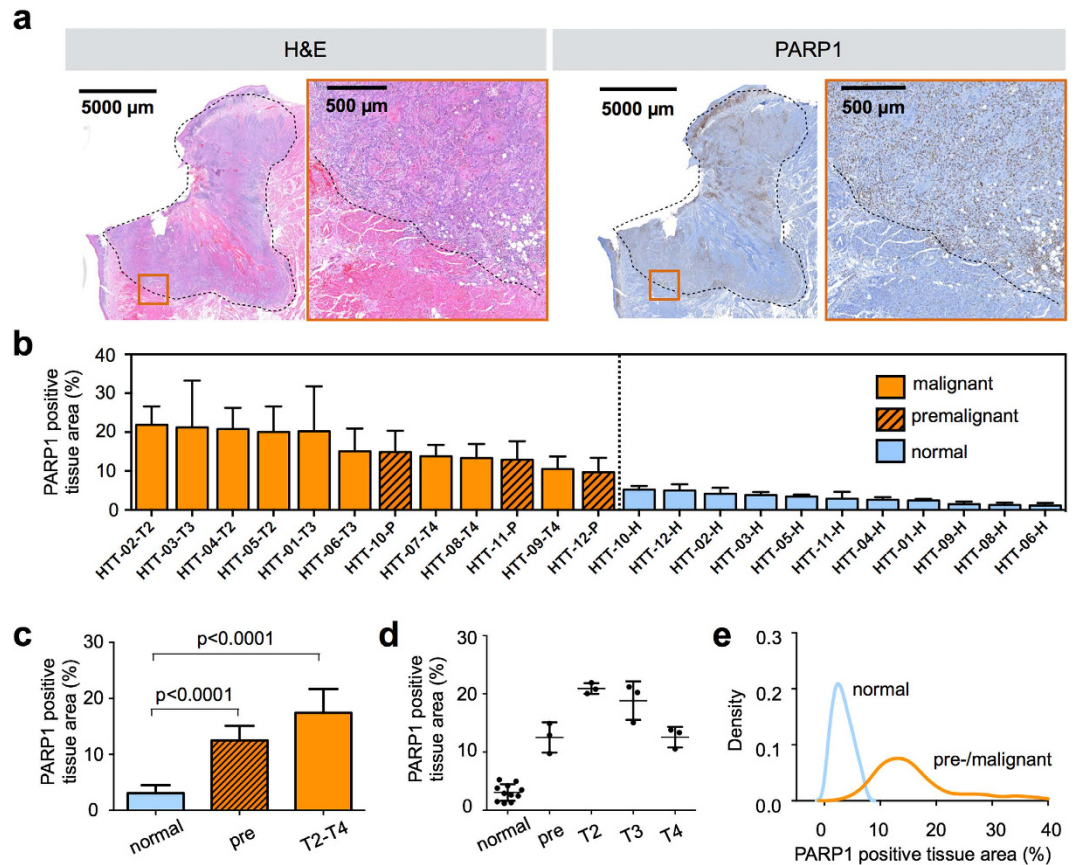 a
H&E
PARP1
5000 µm
500 µm
5000 µm
500 µm
b
PARP1 positive
tissue area (%)
40
30
20
10
0
malignant
premalignant
normal
HTT-02-T2
HTT-03-T3
HTT-04-T2
HTT-05-T2
HTT-01-T3
HTT-06-T3
HTT-10-P
HTT-07-T4
HTT-08-T4
HTT-11-P
HTT-09-T4
HTT-12-P
HTT-10-H
HTT-12-H
HTT-02-H
HTT-03-H
HTT-05-H
HTT-11-H
HTT-04-H
HTT-01-H
HTT-09-H
HTT-08-H
HTT-06-H
c
PARP1 positive
tissue area (%)
30
20
10
0
p<0.0001
p<0.0001
normal
pre
T2-T4
d
PARP1 positive
tissue area (%)
30
20
10
0
normal
pre
T2
T3
T4
e
Density
0.3
0.2
0.1
0.0
normal
pre-/malignant
0
10
20
30
40
PARP1 positive tissue area (%)